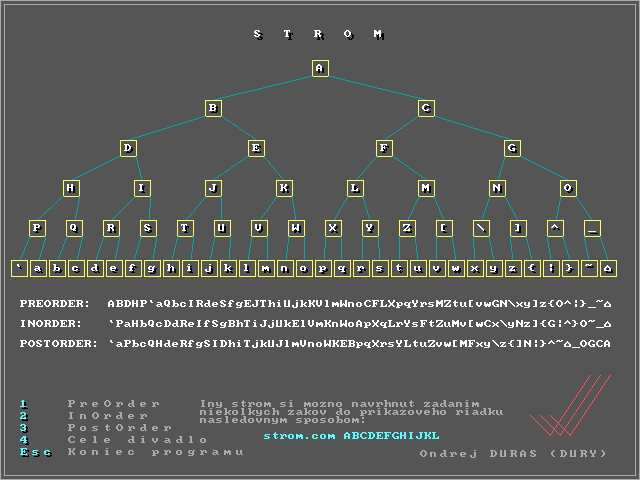 S T R O M
A
B C
D E F G
H I J K L M N O
P Q R S T U V W X Y Z [ \ ] ^ _
` a b c d e f g h i j k l m n o p q r s t u v w x y z { ¦ } ~ ⌂
PREORDER: ABDHP`aQbcIRdeSfgEJThiUjkKVlmWnoCFLXpqYrsMZtu[vwGN\xy]z{O^¦}_~⌂
INORDER: `PaHbQcDdReIfSgBhTiJjUkElVmKnWoApXqLrYsFtZuMv[wCx\yNz]{G¦^}O~_⌂
POSTORDER: `aPbcQHdeRfgSIDhiTjkUJlmVnoWKEBpqXrsYLtuZvw[MFxy\z{]N¦}^~⌂_OGCA
1 PreOrder
2 InOrder
3 PostOrder
4 Cele divadlo
Esc Koniec programu
Iny strom si mozno navrhnut zadanim
niekolkych zakov do prikazoveho riadku
nasledovnym sposobom:
strom.com ABCDEFGHIJKL
Ondrej DURAS (DURY)